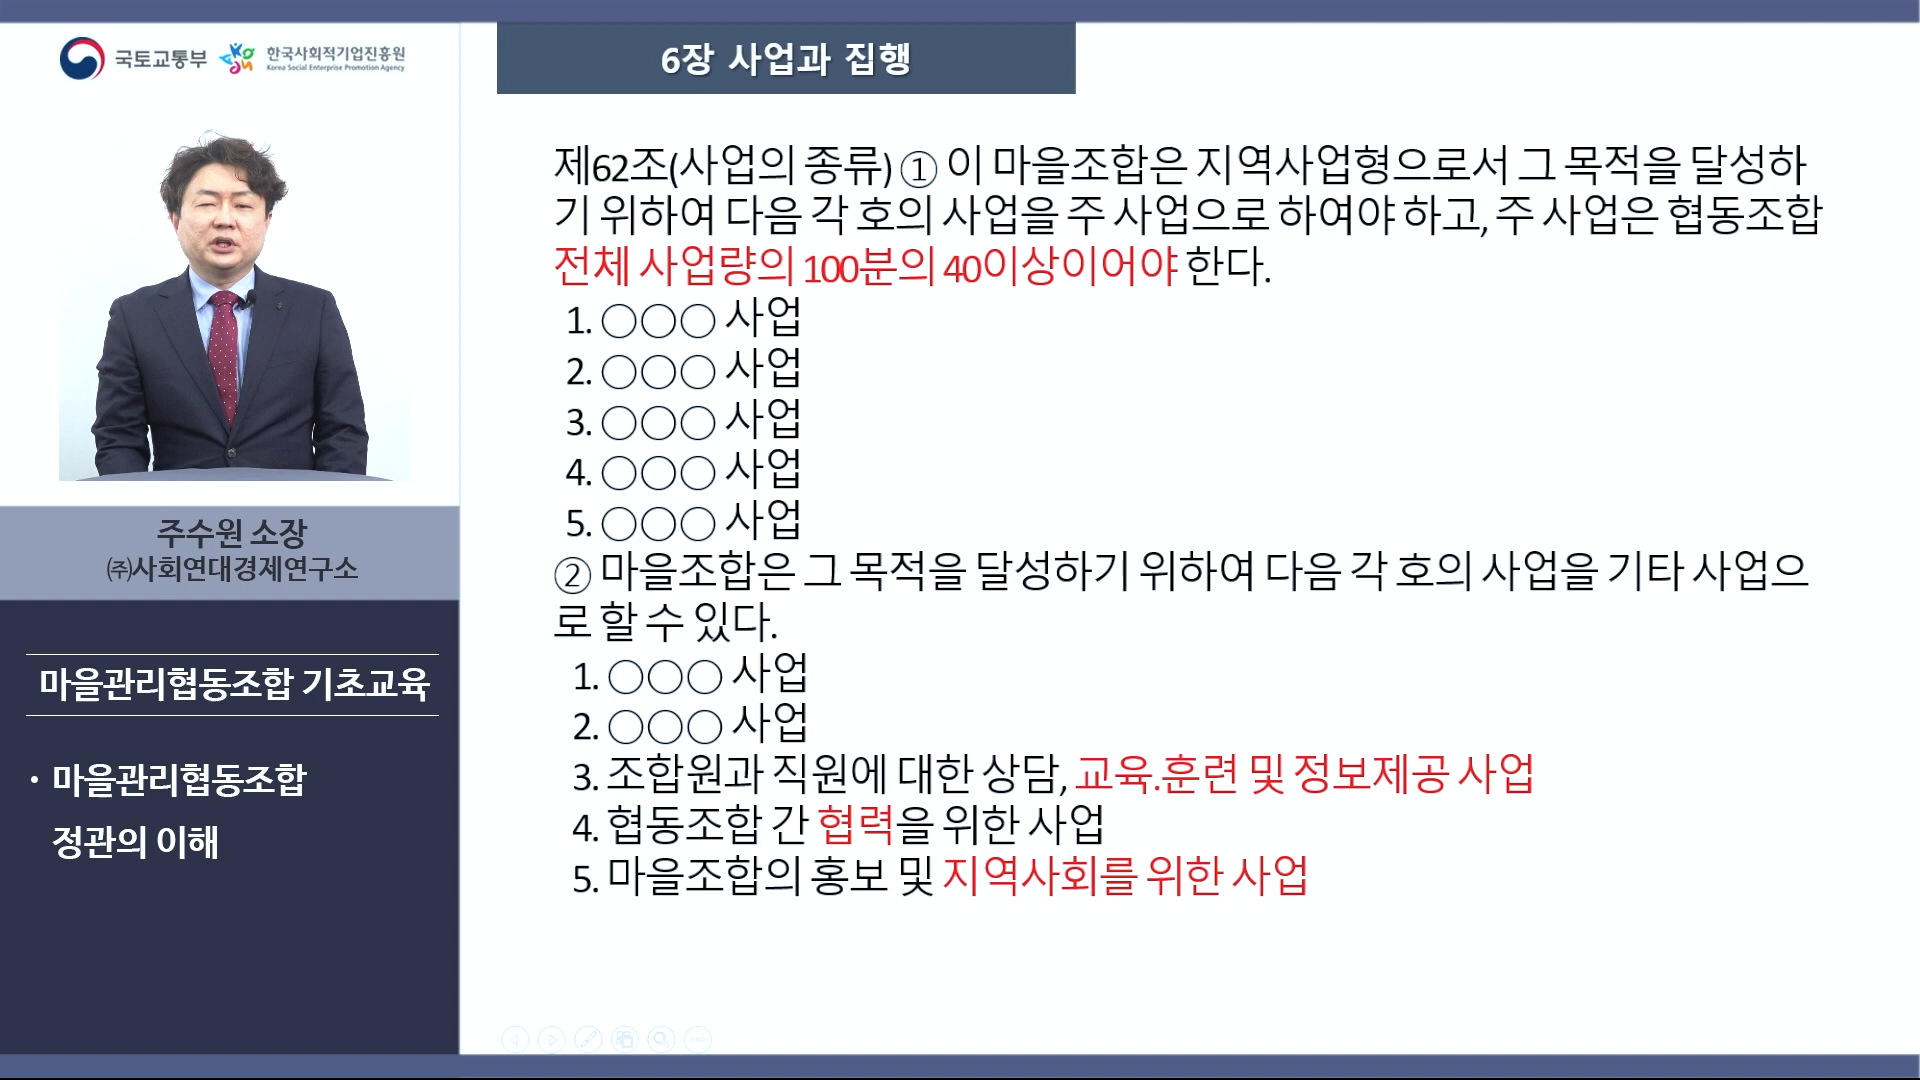 국토교통부
한국사회적기업진흥원
Korea Social Enterprise Promotion Agency
주수원 소장
㈜사회연대경제연구소
마을관리협동조합 기초교육
· 마을관리협동조합
정관의 이해
6장 사업과 집행
제62조(사업의 종류) ① 이 마을조합은 지역사업형으로서 그 목적을 달성하
기 위하여 다음 각 호의 사업을 주 사업으로 하여야 하고, 주 사업은 협동조합
전체 사업량의 100분의 40이상이어야 한다.
1. ○○○ 사업
2. ○○○ 사업
3. ○○○ 사업
4. ○○○ 사업
5. ○○○ 사업
② 마을조합은 그 목적을 달성하기 위하여 다음 각 호의 사업을 기타 사업으
로 할 수 있다.
1. ○○○ 사업
2. ○○○ 사업
3. 조합원과 직원에 대한 상담, 교육.훈련 및 정보제공 사업
4. 협동조합 간 협력을 위한 사업
5. 마을조합의 홍보 및 지역사회를 위한 사업